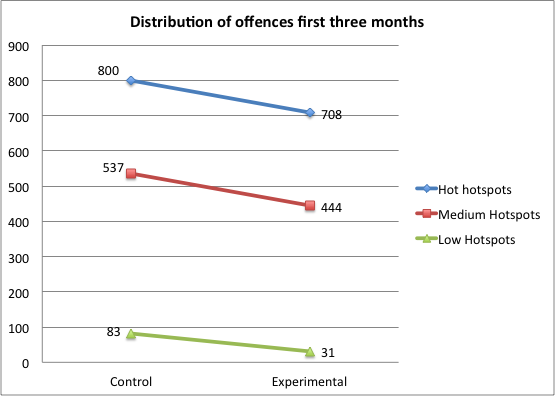 Distribution of offences first three months
900
800
700
600
500
400
300
200
100
0
800
708
537
444
83
31
Control
Experimental
Hot hotspots
Medium Hotspots
Low Hotspots